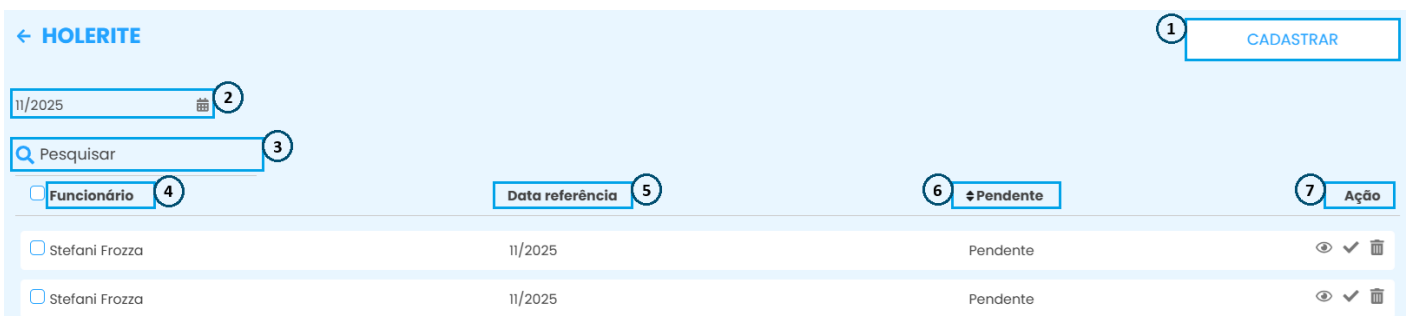 HOLERITE 1 CADASTRAR
11/2025 2
Pesquisar 3
Funcionário 4 Data referência 5 6 Pendente 7 Ação
Stefani Frozza 11/2025 Pendente
Stefani Frozza 11/2025 Pendente